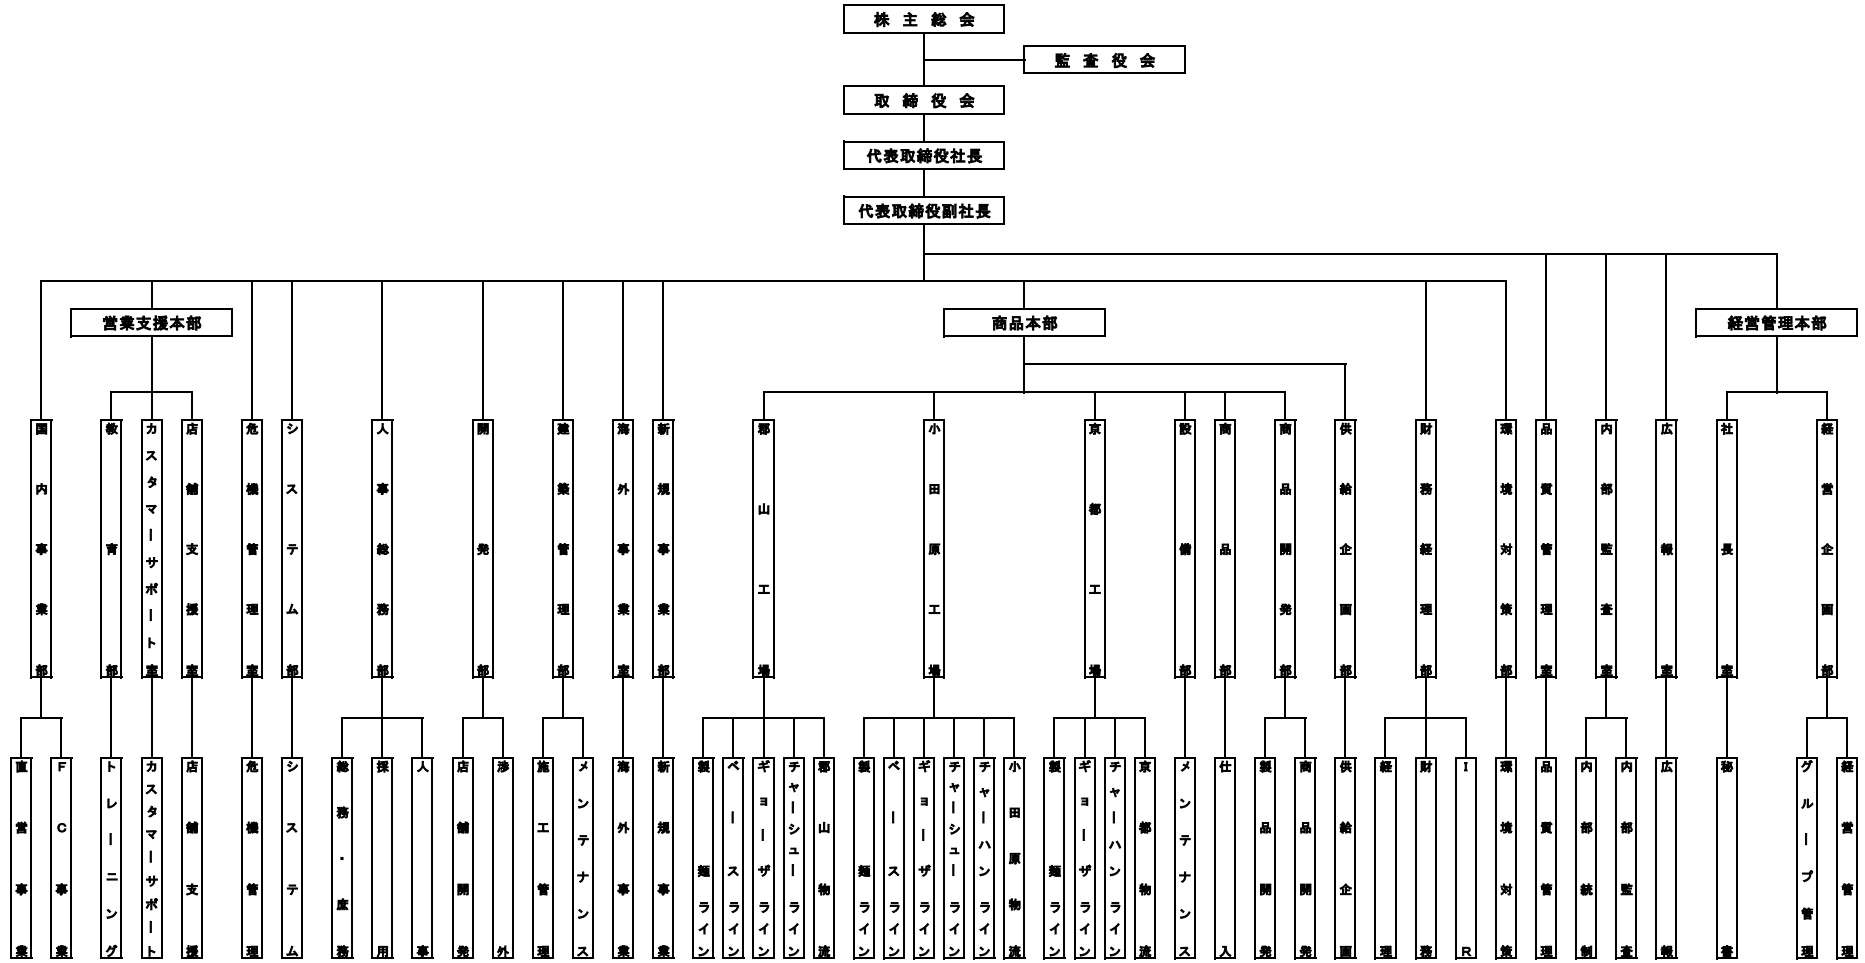 株主総会
監査役会
取締役会
代表取締役社長
代表取締役副社長
営業支援本部
商品本部
経営管理本部
国内事業部
教育部
カスタマーサポート室
店舗支援室
危機管理室
システム部
人事総務部
開発部
建築管理部
海外事業室
新規事業部
郡山工場
小田原工場
京都工場
設備部
商品部
商品開発部
供給企画部
財務経理部
環境対策部
品質管理室
内部監査室
広報室
社長室
経営企画部
直営事業
FC事業
トレーニング
カスタマーサポート
店舗支援
危機管理
システム
総務・庶務
採用
人事
店舗開発
渉外
施工管理
メンテナンス
海外事業
新規事業
製麺ライン
ベースライン
ギョーザライン
チャーシューライン
郡山物流
製麺ライン
ベースライン
ギョーザライン
チャーシューライン
チャーハンライン
小田原物流
製麺ライン
ギョーザライン
チャーハンライン
京都物流
メンテナンス
仕入
製品開発
商品開発
供給企画
経理
財務
IR
環境対策
品質管理
内部統制
内部監査
広報
秘書
グループ管理
経営管理